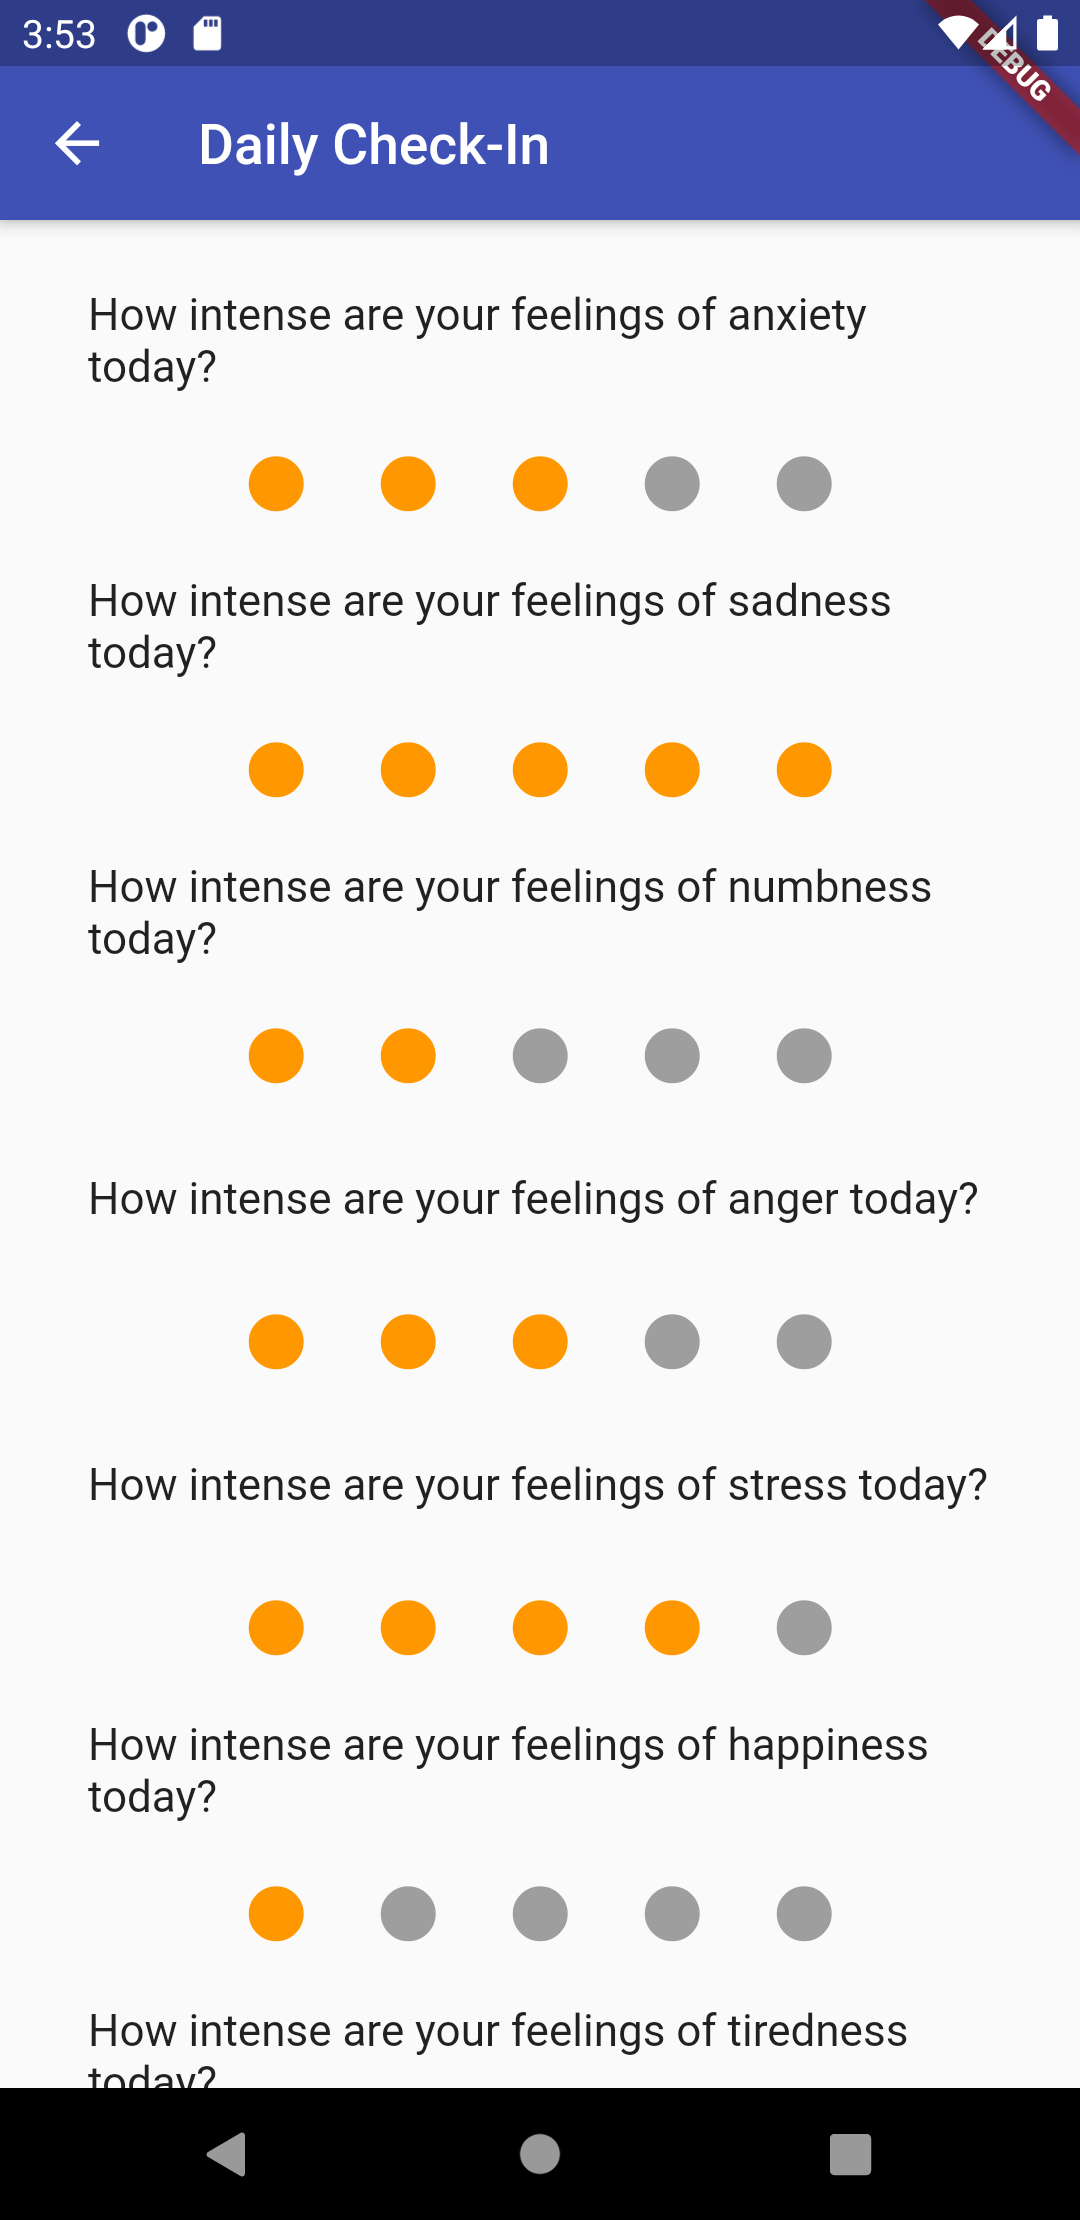 3:53
DEBUG
Daily Check-In
How intense are your feelings of anxiety
today?
How intense are your feelings of sadness
today?
How intense are your feelings of numbness
today?
How intense are your feelings of anger today?
How intense are your feelings of stress today?
How intense are your feelings of happiness
today?
How intense are your feelings of tiredness
today?